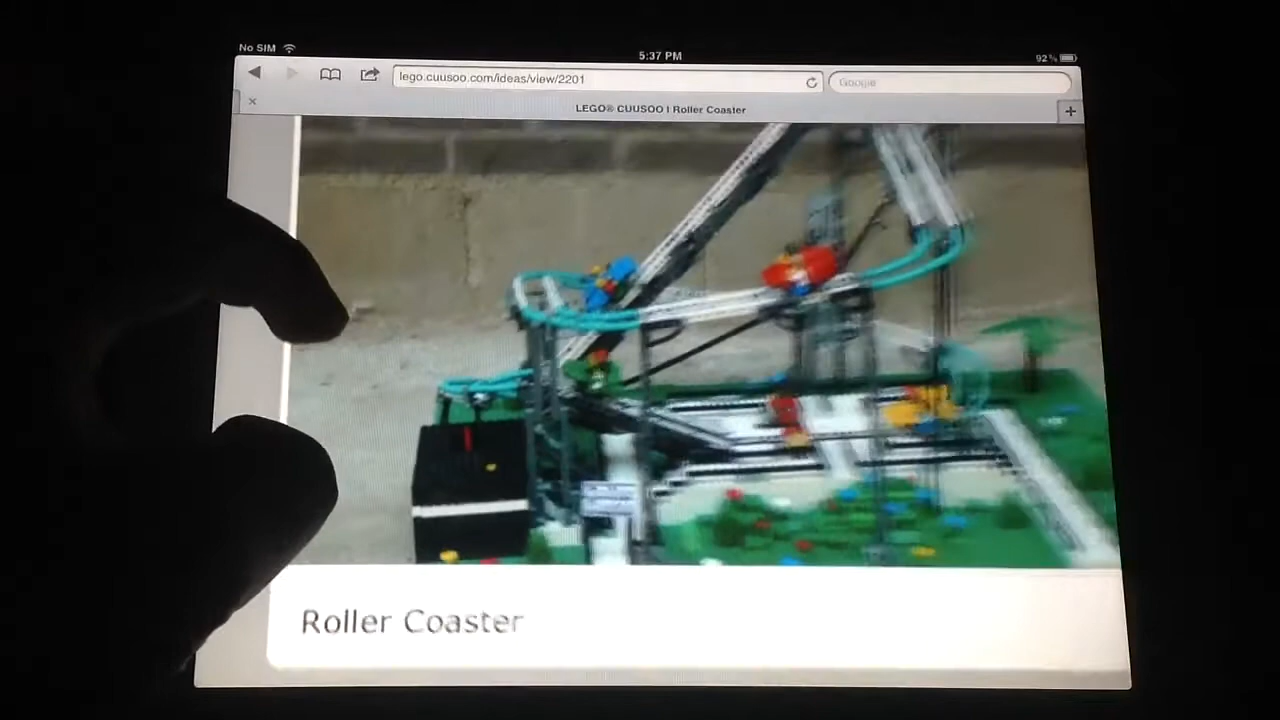 No SIM
5:37 PM
92%
lego.cuusoo.com/ideas/view/2201
Google
LEGO® CUUSOO | Roller Coaster
Roller Coaster